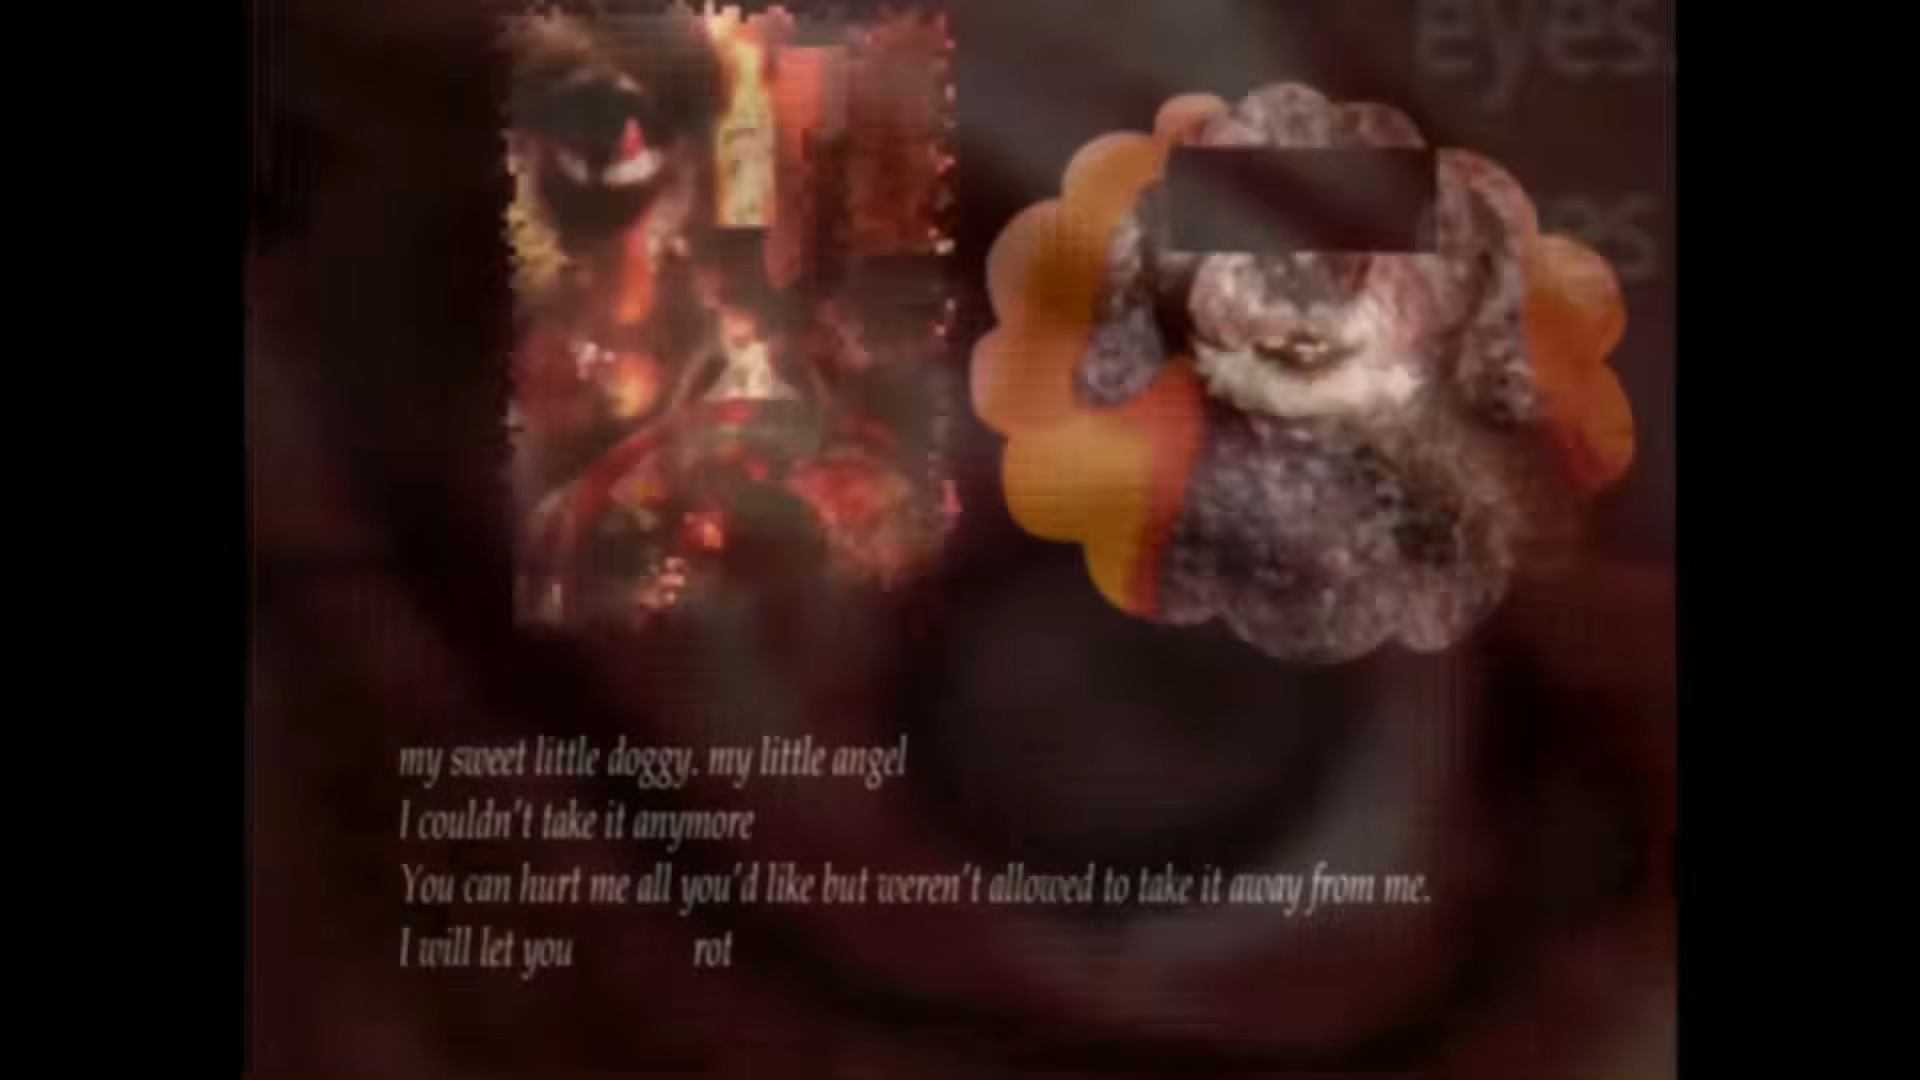 eyes.
my sweet little doggy. my little angel
I couldn't take it anymore
You can hurt me all you'd like but weren't allowed to take it away from me.
I will let you rot